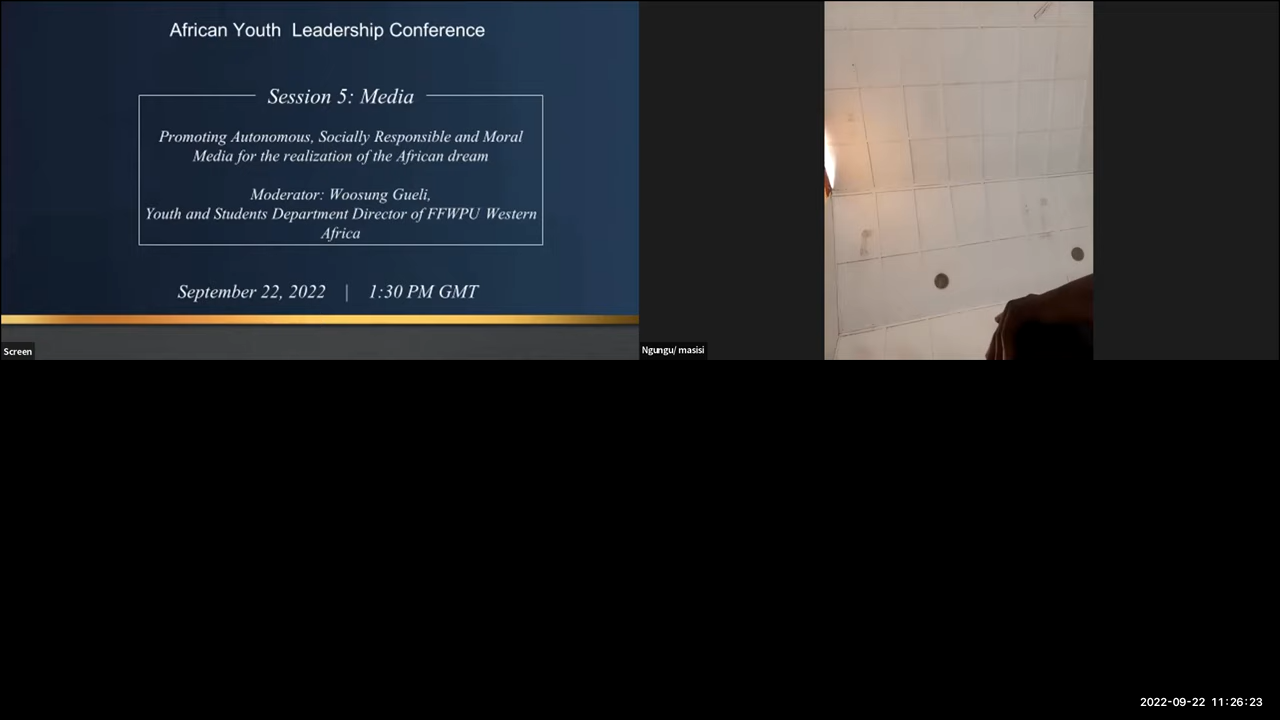 African Youth  Leadership Conference
Session 5: Media
Promoting Autonomous, Socially Responsible and Moral
Media for the realization of the African dream
Moderator: Woosung Gueli,
Youth and Students Department Director of FFWPU Western
Africa
September 22, 2022 | 1:30 PM GMT
Screen
Ngungu/ masisi
2022-09-22 11:26:23